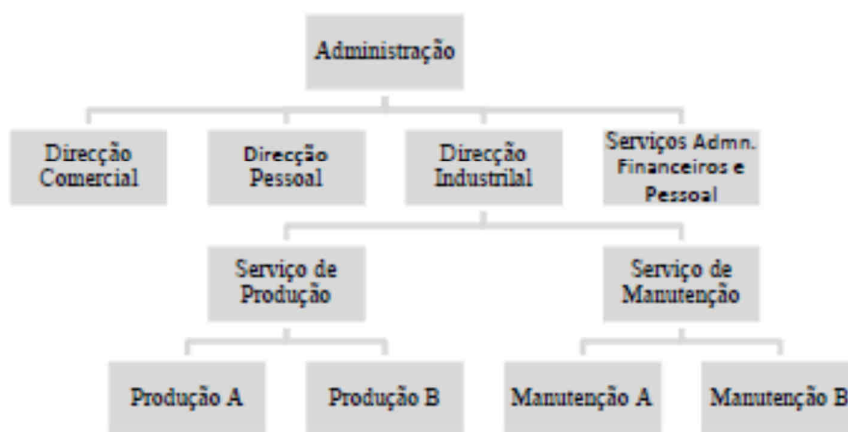 Administração
Direcção
Comercial
Direcção
Pessoal
Direcção
Industrilal
Serviços Admn.
Financeiros e
Pessoal
Serviço de
Produção
Serviço de
Manutenção
Produção A
Produção B
Manutenção A
Manutenção B